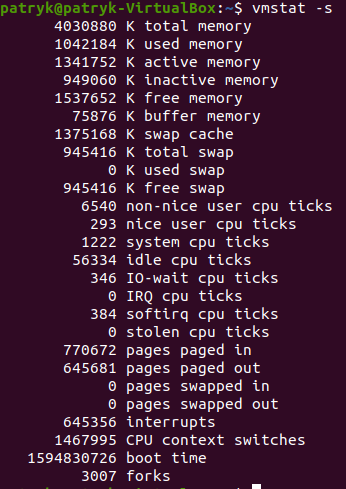 patryk@patryk-VirtualBox:~$ vmstat -s
4030880 K total memory
1042184 K used memory
1341752 K active memory
949060 K inactive memory
1537652 K free memory
75876 K buffer memory
1375168 K swap cache
945416 K total swap
0 K used swap
945416 K free swap
6540 non-nice user cpu ticks
293 nice user cpu ticks
1222 system cpu ticks
56334 idle cpu ticks
346 IO-wait cpu ticks
0 IRQ cpu ticks
384 softirq cpu ticks
0 stolen cpu ticks
770672 pages paged in
645681 pages paged out
0 pages swapped in
0 pages swapped out
645356 interrupts
1467995 CPU context switches
1594830726 boot time
3007 forks